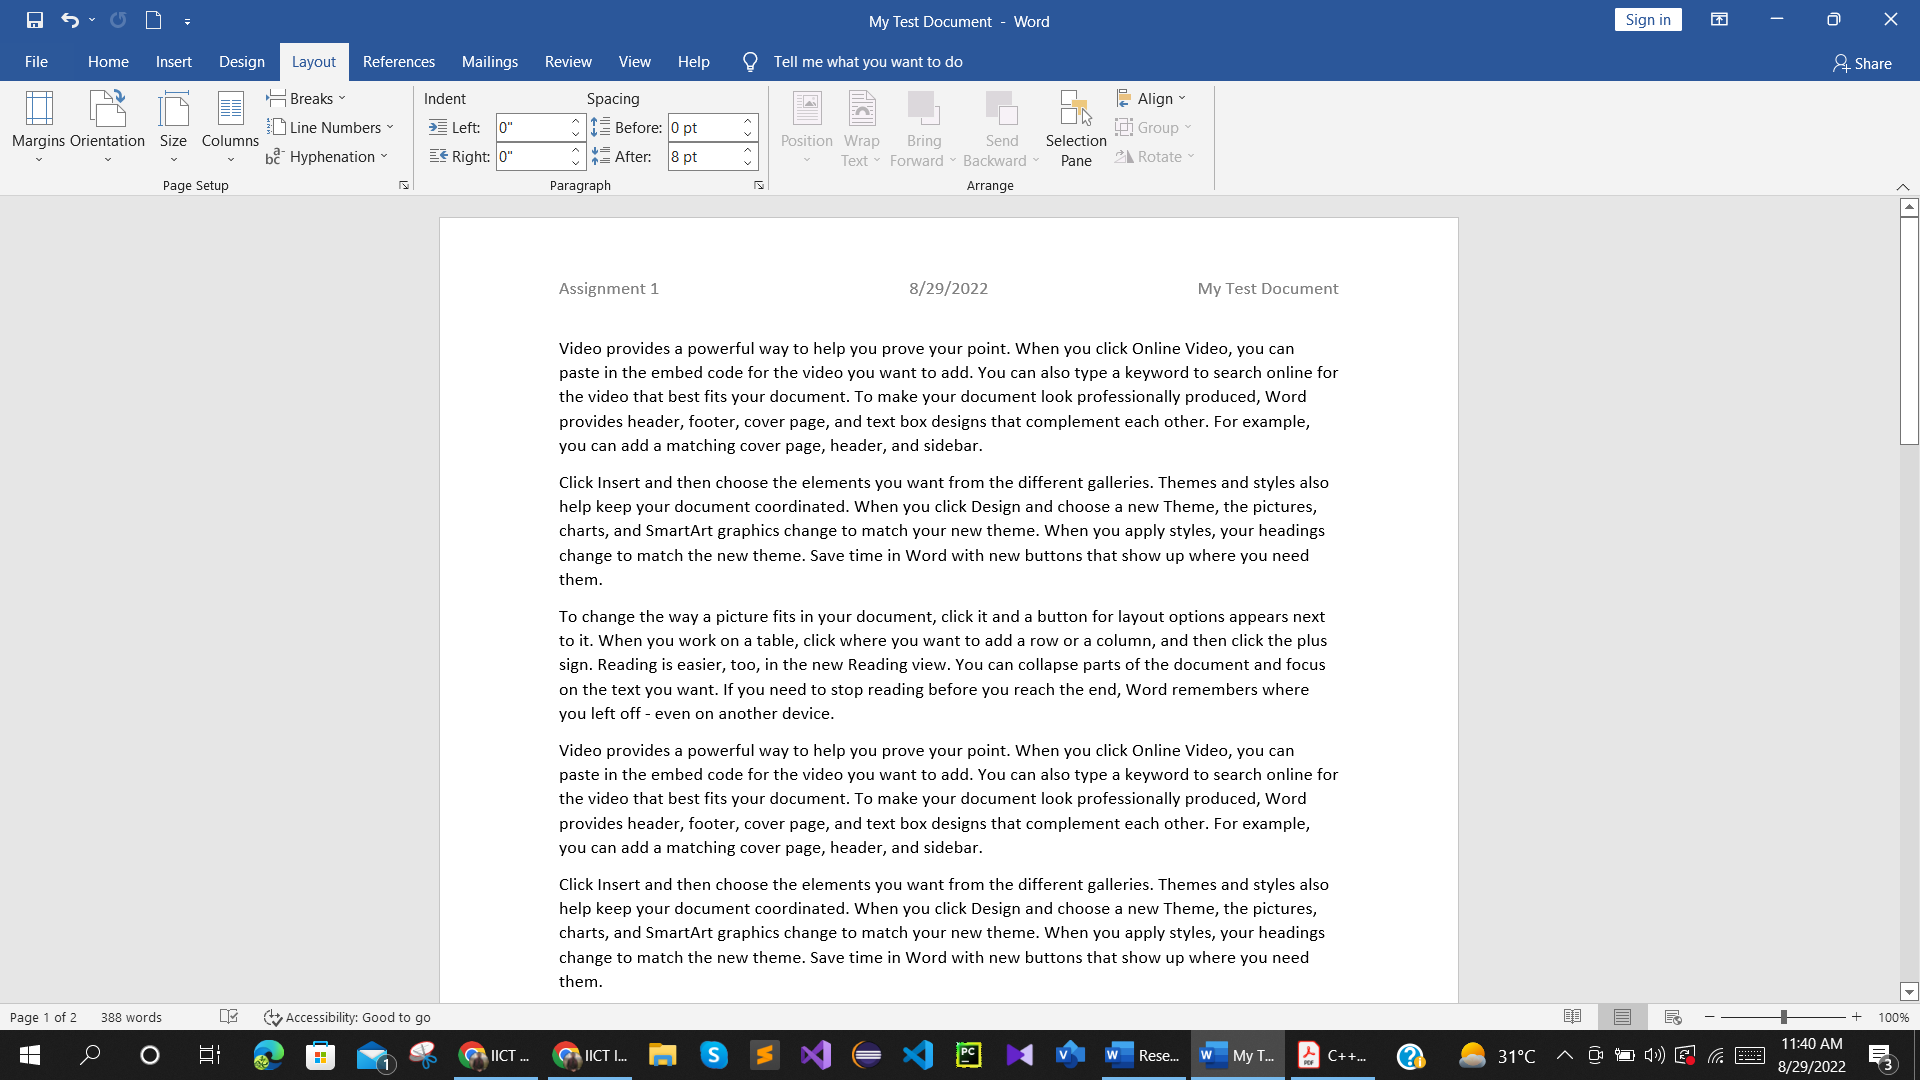 My Test Document - Word
Sign in
File Home Insert Design Layout References Mailings Review View Help Tell me what you want to do Share
Margins Orientation Size Columns
Breaks
Line Numbers
Hyphenation
Page Setup
Indent Spacing
Left: 0" Before: 0 pt
Right: 0" After: 8 pt
Paragraph
Position
Wrap Text
Bring Forward
Send Backward
Selection Pane
Align
Group
Rotate
Arrange
Assignment 1 8/29/2022 My Test Document
Video provides a powerful way to help you prove your point. When you click Online Video, you can
paste in the embed code for the video you want to add. You can also type a keyword to search online for
the video that best fits your document. To make your document look professionally produced, Word
provides header, footer, cover page, and text box designs that complement each other. For example,
you can add a matching cover page, header, and sidebar.
Click Insert and then choose the elements you want from the different galleries. Themes and styles also
help keep your document coordinated. When you click Design and choose a new Theme, the pictures,
charts, and SmartArt graphics change to match your new theme. When you apply styles, your headings
change to match the new theme. Save time in Word with new buttons that show up where you need
them.
To change the way a picture fits in your document, click it and a button for layout options appears next
to it. When you work on a table, click where you want to add a row or a column, and then click the plus
sign. Reading is easier, too, in the new Reading view. You can collapse parts of the document and focus
on the text you want. If you need to stop reading before you reach the end, Word remembers where
you left off - even on another device.
Video provides a powerful way to help you prove your point. When you click Online Video, you can
paste in the embed code for the video you want to add. You can also type a keyword to search online for
the video that best fits your document. To make your document look professionally produced, Word
provides header, footer, cover page, and text box designs that complement each other. For example,
you can add a matching cover page, header, and sidebar.
Click Insert and then choose the elements you want from the different galleries. Themes and styles also
help keep your document coordinated. When you click Design and choose a new Theme, the pictures,
charts, and SmartArt graphics change to match your new theme. When you apply styles, your headings
change to match the new theme. Save time in Word with new buttons that show up where you need
them.
Page 1 of 2 388 words Accessibility: Good to go 100%
1 IICT ... IICT I... Rese... My T... C++... 31°C 11:40 AM
8/29/2022 3